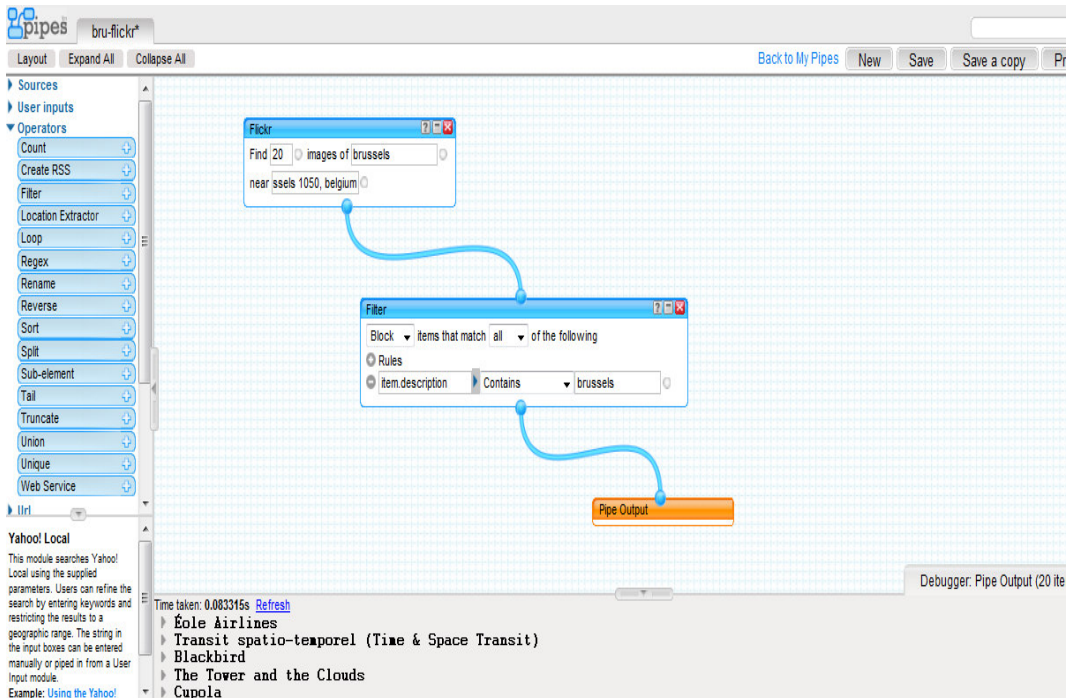 pipes bru-flickr*
Layout Expand All Collapse All Back to My Pipes New Save Save a copy Pr
Sources
User inputs
Operators
Count
Create RSS
Filter
Location Extractor
Loop
Regex
Rename
Reverse
Sort
Split
Sub-element
Tail
Truncate
Union
Unique
Web Service
Url
Yahoo! Local
This module searches Yahoo!
Local using the supplied
parameters. Users can refine the
search by entering keywords and
restricting the results to a
geographic range. The string in
the input boxes can be entered
manually or piped in from a User
Input module.
Example: Using the Yahoo!
Flickr
Find 20 images of brussels
near ssels 1050, belgium
Filter
Block items that match all of the following
Rules
item.description Contains brussels
Pipe Output
Debugger: Pipe Output (20 ite
Time taken: 0.083315s Refresh
Éole Airlines
Transit spatio-temporel (Time & Space Transit)
Blackbird
The Tower and the Clouds
Cupola